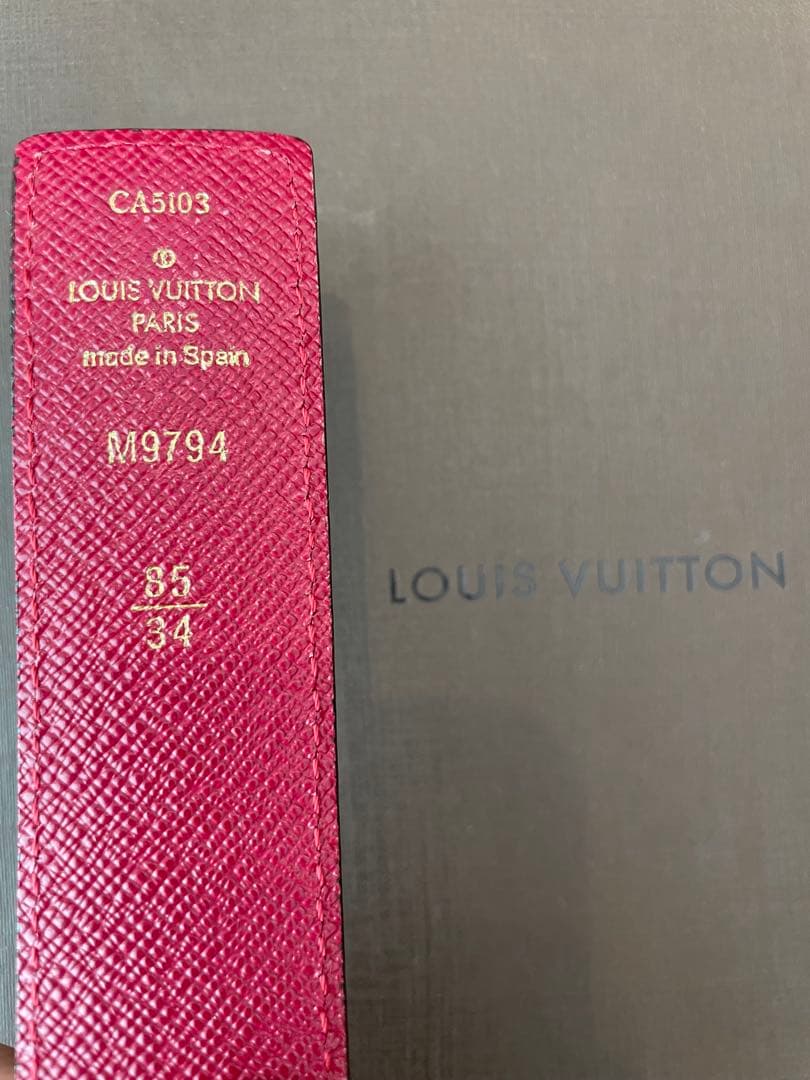 CA5103
LOUIS VUITTON
PARIS
made in Spain
M9794
85
34
LOUIS VUITTON